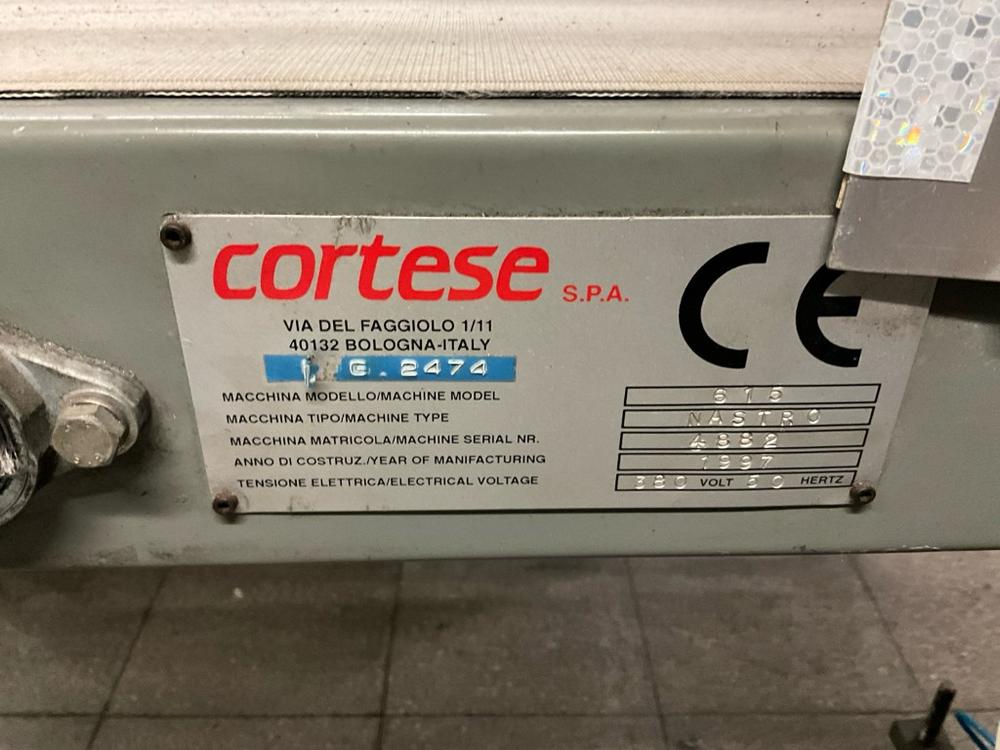 cortese S.P.A.
VIA DEL FAGGIOLO 1/11
40132 BOLOGNA-ITALY
G.2474
CE
MACCHINA MODELLO/MACHINE MODEL 615
MACCHINA TIPO/MACHINE TYPE NASTRO
MACCHINA MATRICOLA/MACHINE SERIAL NR. 4882
ANNO DI COSTRUZ./YEAR OF MANIFACTURING 1997
TENSIONE ELETTRICA/ELECTRICAL VOLTAGE 380 VOLT 50 HERTZ